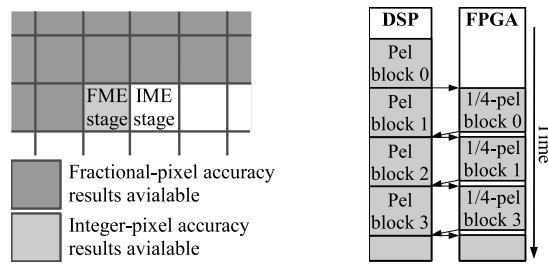 FME IME
stage stage
Fractional-pixel accuracy
results avialable
Integer-pixel accuracy
results avialable
DSP FPGA
Pel
block 0
Pel
block 1
Pel
block 2
Pel
block 3
1/4-pel
block 0
1/4-pel
block 1
1/4-pel
block 3
Time